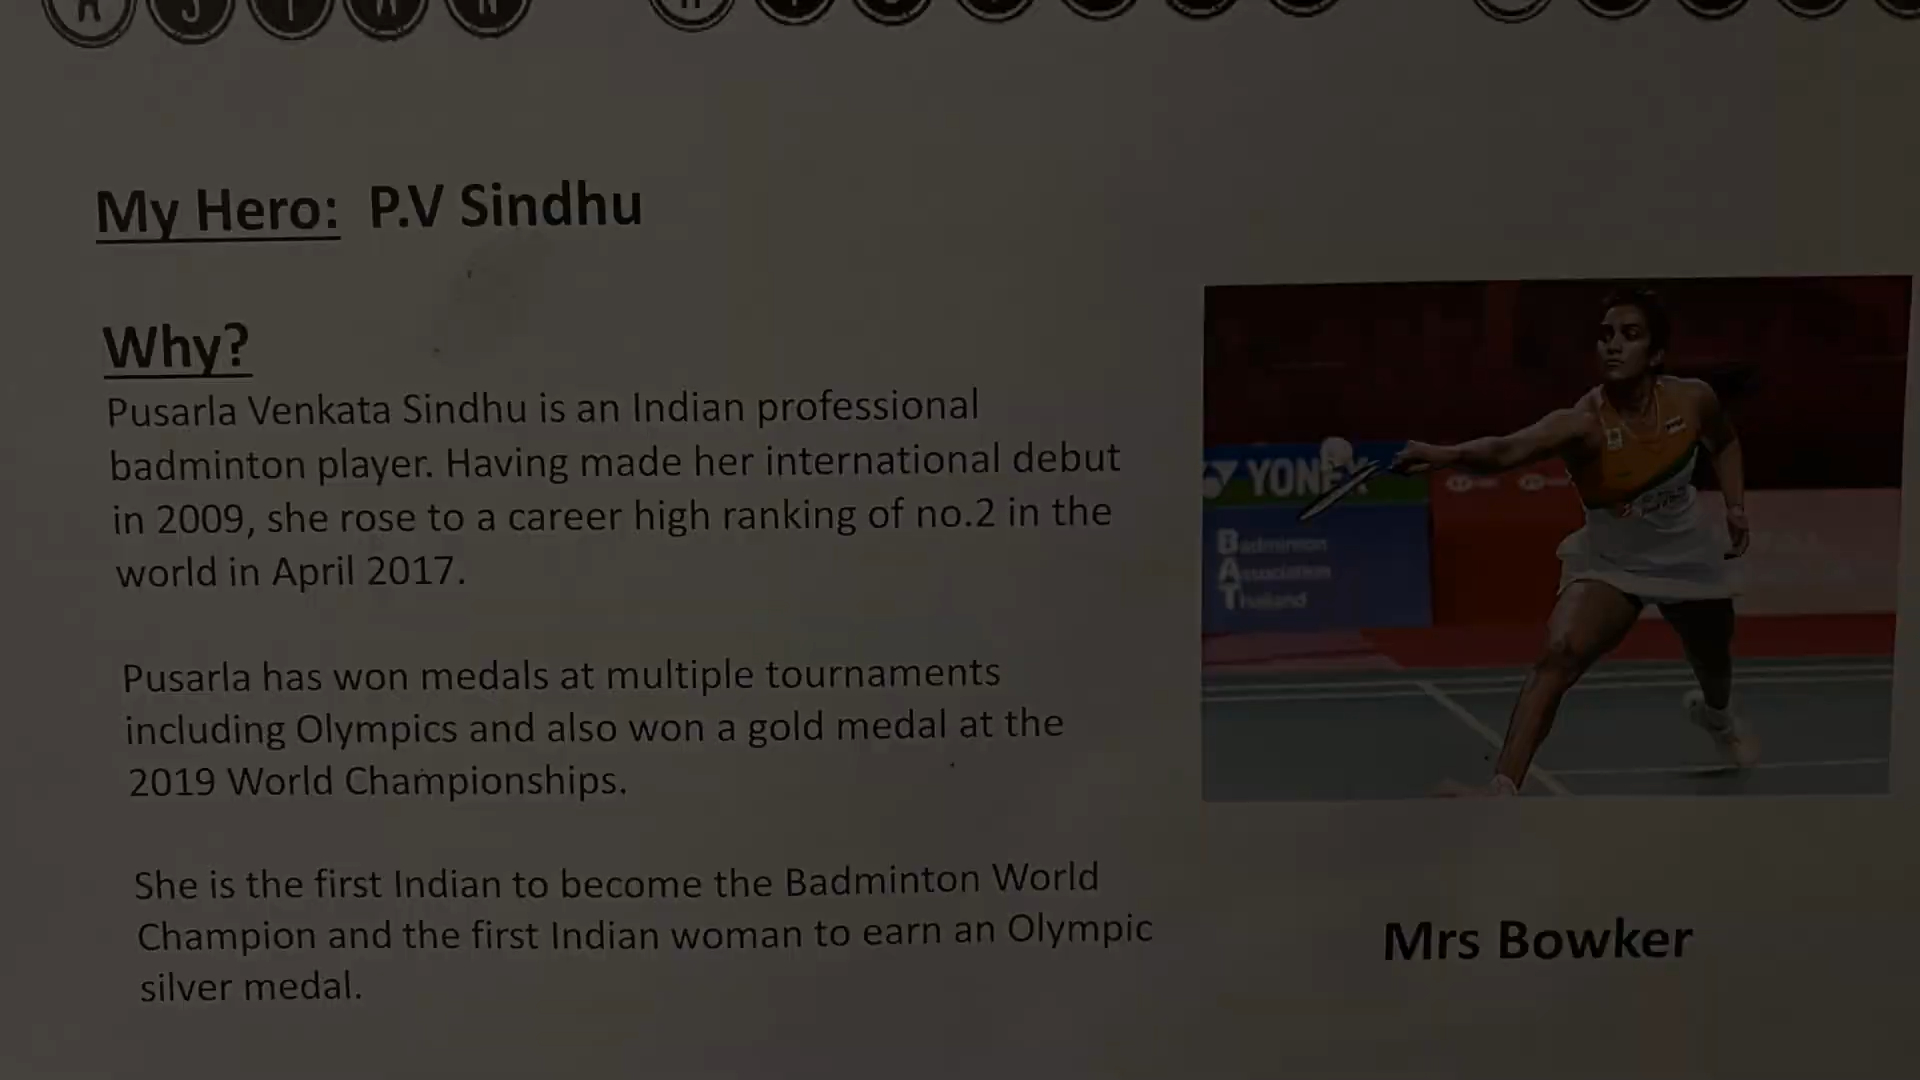 My Hero: P.V Sindhu
Why?
Pusarla Venkata Sindhu is an Indian professional
badminton player. Having made her international debut
in 2009, she rose to a career high ranking of no.2 in the
world in April 2017.
Pusarla has won medals at multiple tournaments
including Olympics and also won a gold medal at the
2019 World Championships.
She is the first Indian to become the Badminton World
Champion and the first Indian woman to earn an Olympic
silver medal.
YONEX
Badminton
Association
Thailand
Mrs Bowker